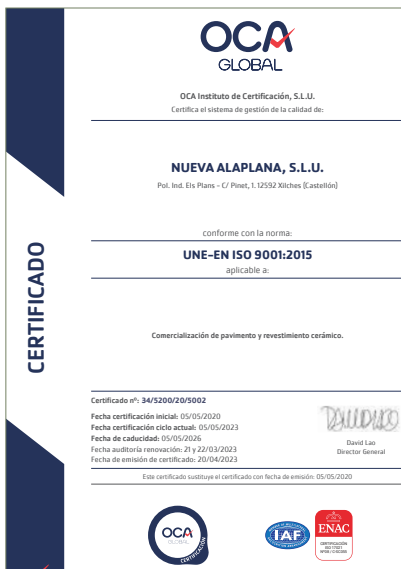 OCA
GLOBAL
OCA Instituto de Certificación, S.L.U.
Certifica el sistema de gestión de la calidad de:
NUEVA ALAPLANA, S.L.U.
Pol. Ind. Els Plans - C/ Pinet, 1. 12592 Xilches (Castellón)
conforme con la norma:
UNE-EN ISO 9001:2015
aplicable a:
CERTIFICADO
Comercialización de pavimento y revestimiento cerámico.
Certificado nº: 34/5200/20/5002
Fecha certificación inicial: 05/05/2020
Fecha certificación ciclo actual: 05/05/2023
Fecha de caducidad: 05/05/2026
Fecha auditoría renovación: 21 y 22/03/2023
Fecha de emisión de certificado: 20/04/2023
David Lao
Director General
Este certificado sustituye el certificado con fecha de emisión: 05/05/2020
OCA
GLOBAL
CERTIFICACIÓN
IAF
ENAC
CERTIFICACIÓN